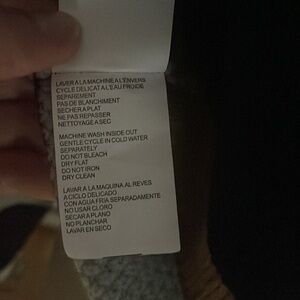 LAVER A LA MACHINE A L'ENVERS
CYCLE DELICAT A L'EAU FROIDE
SEPAREMENT
PAS DE BLANCHIMENT
SECHER A PLAT
NE PAS REPASSER
NETTOYAGE A SEC
MACHINE WASH INSIDE OUT
GENTLE CYCLE IN COLD WATER
SEPARATELY
DO NOT BLEACH
DRY FLAT
DO NOT IRON
DRY CLEAN
LAVAR A LA MAQUINA AL REVES
A CICLO DELICADO
CON AGUA FRIA SEPARADAMENTE
NO USAR CLORO
SECAR A PLANO
NO PLANCHAR
LAVAR EN SECO